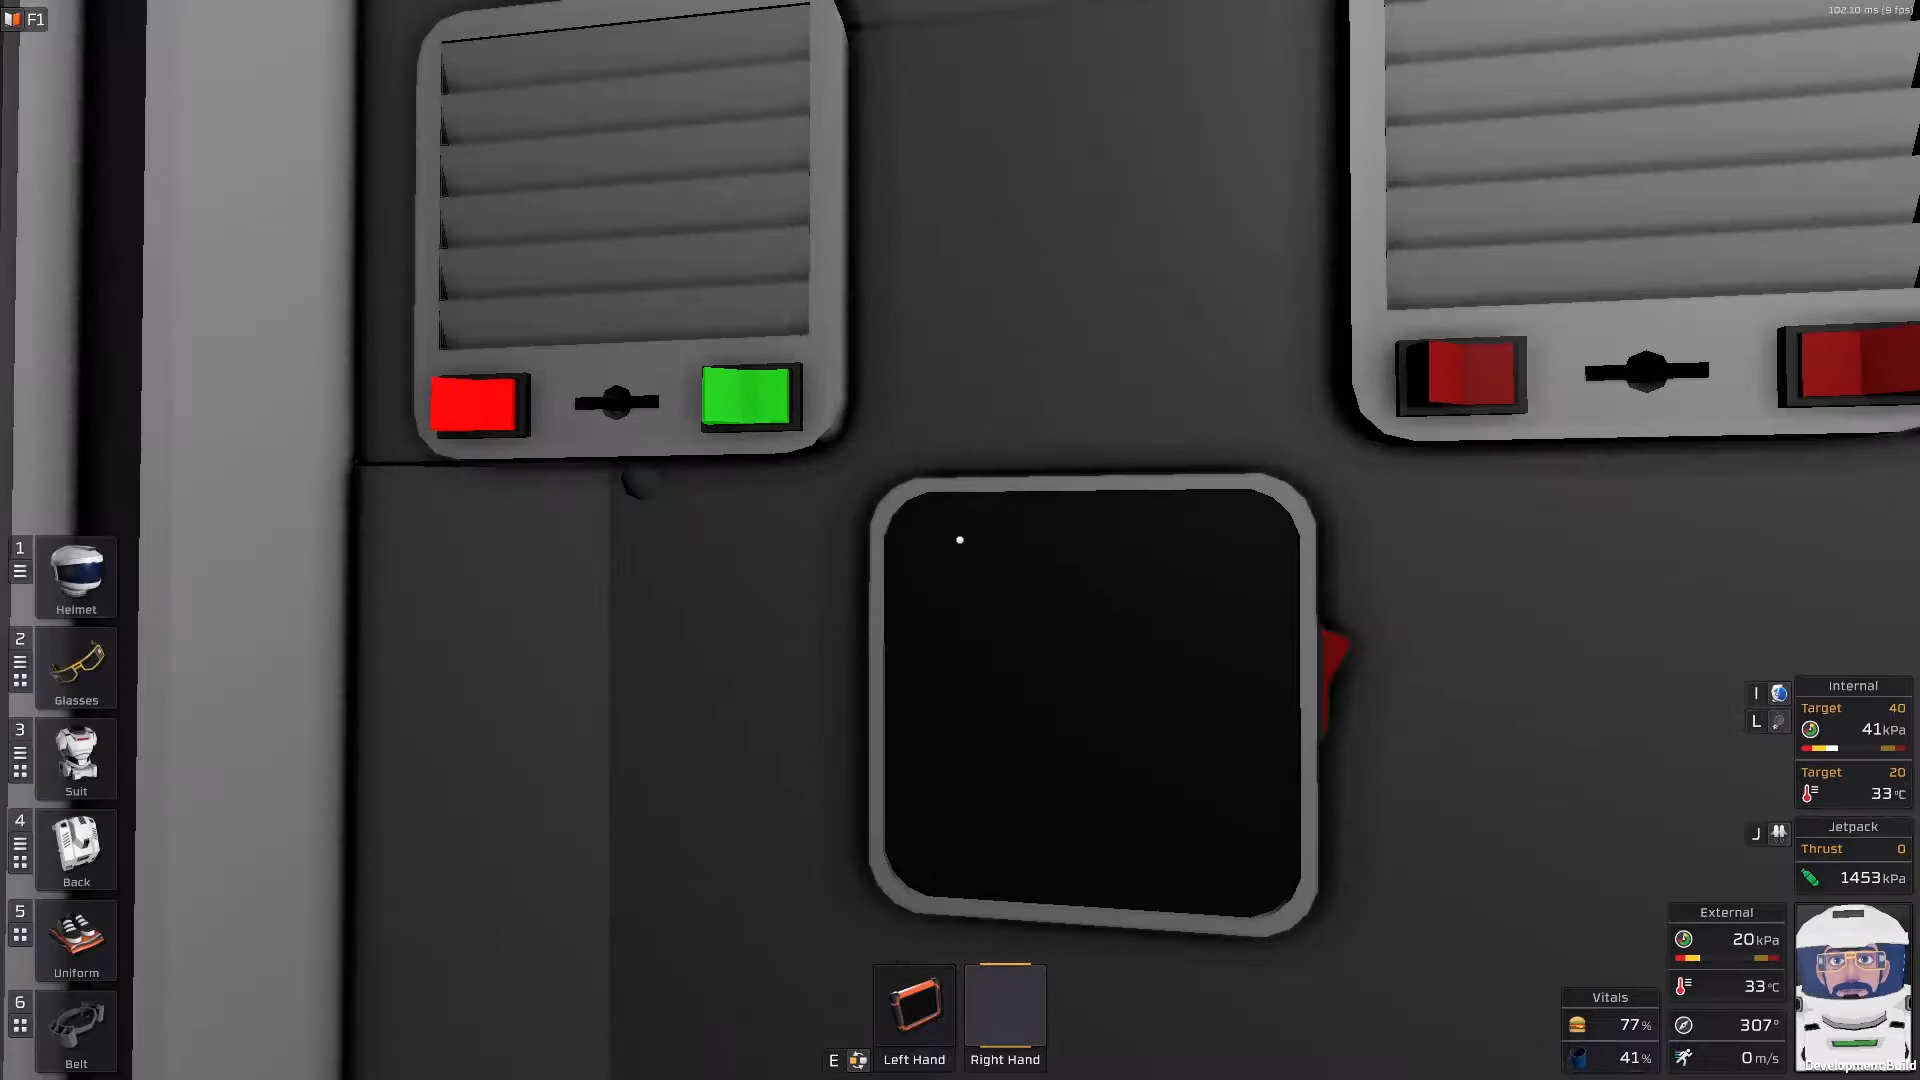 F1
102.10 ms (9 fps)
1
Helmet
2
Glasses
3
Suit
4
Back
5
Uniform
6
Belt
E
Left Hand
Right Hand
I
L
Internal
Target 40
41kPa
Target 20
33°C
J
Jetpack
Thrust 0
1453kPa
External
20kPa
33°C
307°
0m/s
Vitals
77%
41%
Development Build